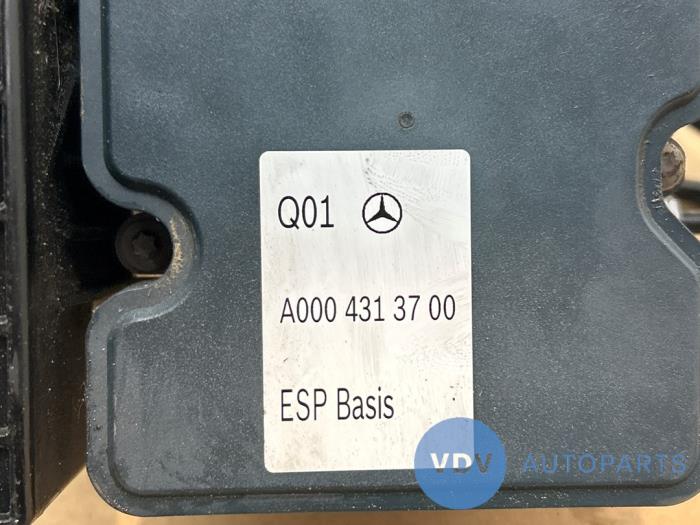 Q01
A000 431 37 00
ESP Basis
VDV AUTOPARTS